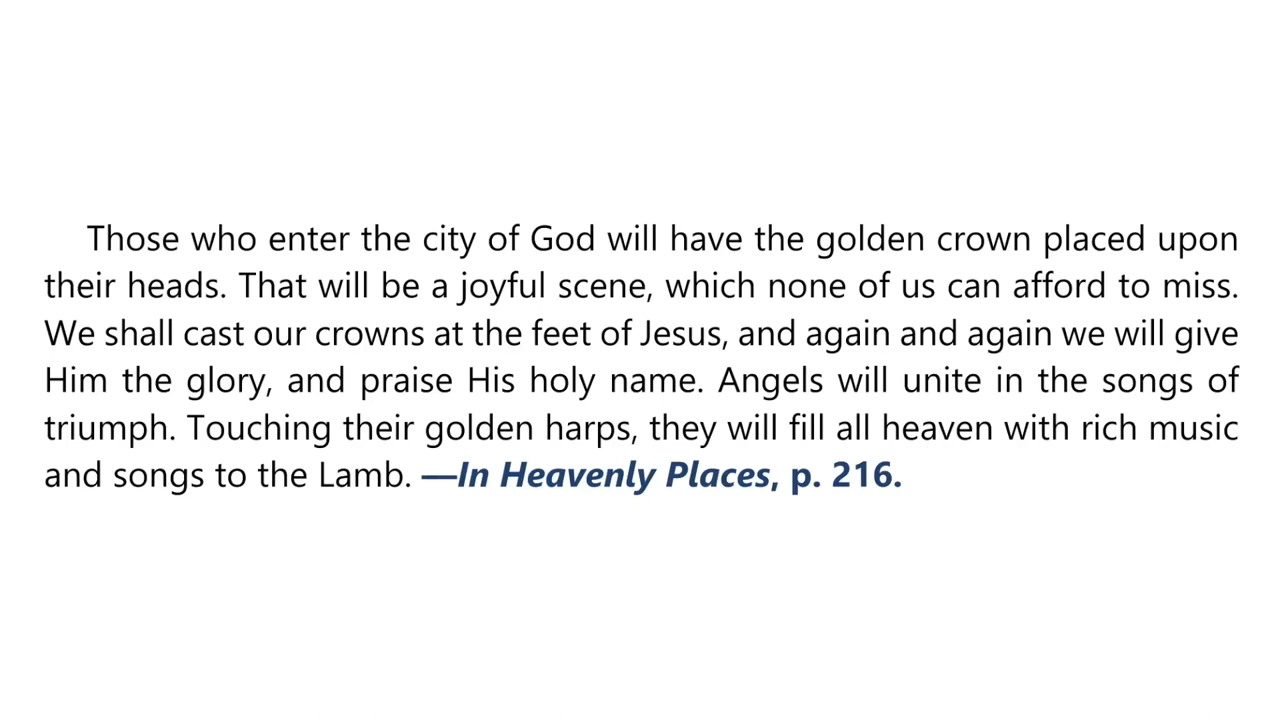 Those who enter the city of God will have the golden crown placed upon
their heads. That will be a joyful scene, which none of us can afford to miss.
We shall cast our crowns at the feet of Jesus, and again and again we will give
Him the glory, and praise His holy name. Angels will unite in the songs of
triumph. Touching their golden harps, they will fill all heaven with rich music
and songs to the Lamb. —In Heavenly Places, p. 216.